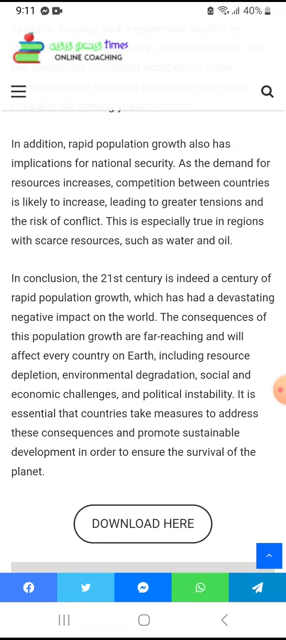 9:11
40%
times
ONLINE COACHING
In addition, rapid population growth also has
implications for national security. As the demand for
resources increases, competition between countries
is likely to increase, leading to greater tensions and
the risk of conflict. This is especially true in regions
with scarce resources, such as water and oil.
In conclusion, the 21st century is indeed a century of
rapid population growth, which has had a devastating
negative impact on the world. The consequences of
this population growth are far-reaching and will
affect every country on Earth, including resource
depletion, environmental degradation, social and
economic challenges, and political instability. It is
essential that countries take measures to address
these consequences and promote sustainable
development in order to ensure the survival of the
planet.
DOWNLOAD HERE